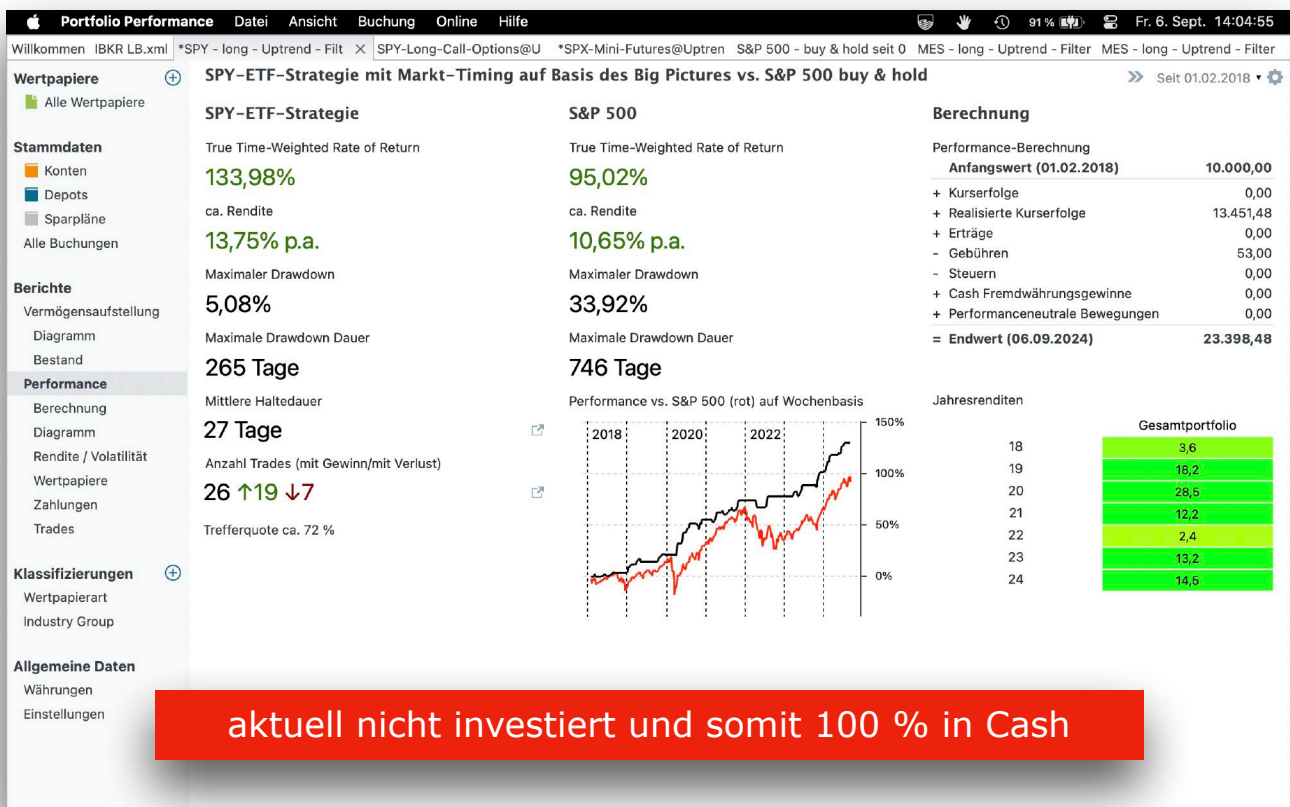 Portfolio Performance Datei Ansicht Buchung Online Hilfe 91 % Fr. 6. Sept. 14:04:55
Willkommen IBKR LB.xml *SPY - long - Uptrend - Filt SPY-Long-Call-Options@U *SPX-Mini-Futures@Uptren S&P 500 - buy & hold seit 0 MES - long - Uptrend - Filter MES - long - Uptrend - Filter
Wertpapiere
Alle Wertpapiere
Stammdaten
Konten
Depots
Sparpläne
Alle Buchungen
Berichte
Vermögensaufstellung
Diagramm
Bestand
Performance
Berechnung
Diagramm
Rendite / Volatilität
Wertpapiere
Zahlungen
Trades
Klassifizierungen
Wertpapierart
Industry Group
Allgemeine Daten
Währungen
Einstellungen
SPY-ETF-Strategie mit Markt-Timing auf Basis des Big Pictures vs. S&P 500 buy & hold
Seit 01.02.2018
SPY-ETF-Strategie
True Time-Weighted Rate of Return
133,98%
ca. Rendite
13,75% p.a.
Maximaler Drawdown
5,08%
Maximale Drawdown Dauer
265 Tage
Mittlere Haltedauer
27 Tage
Anzahl Trades (mit Gewinn/mit Verlust)
26 ↑19 ↓7
Trefferquote ca. 72 %
S&P 500
True Time-Weighted Rate of Return
95,02%
ca. Rendite
10,65% p.a.
Maximaler Drawdown
33,92%
Maximale Drawdown Dauer
746 Tage
Performance vs. S&P 500 (rot) auf Wochenbasis
2018 2020 2022
150%
100%
50%
0%
Berechnung
Performance-Berechnung
Anfangswert (01.02.2018) 10.000,00
+ Kurserfolge 0,00
+ Realisierte Kurserfolge 13.451,48
+ Erträge 0,00
- Gebühren 53,00
- Steuern 0,00
+ Cash Fremdwährungsgewinne 0,00
+ Performanceneutrale Bewegungen 0,00
= Endwert (06.09.2024) 23.398,48
Jahresrenditen
Gesamtportfolio
18 3,6
19 18,2
20 28,5
21 12,2
22 2,4
23 13,2
24 14,5
aktuell nicht investiert und somit 100 % in Cash